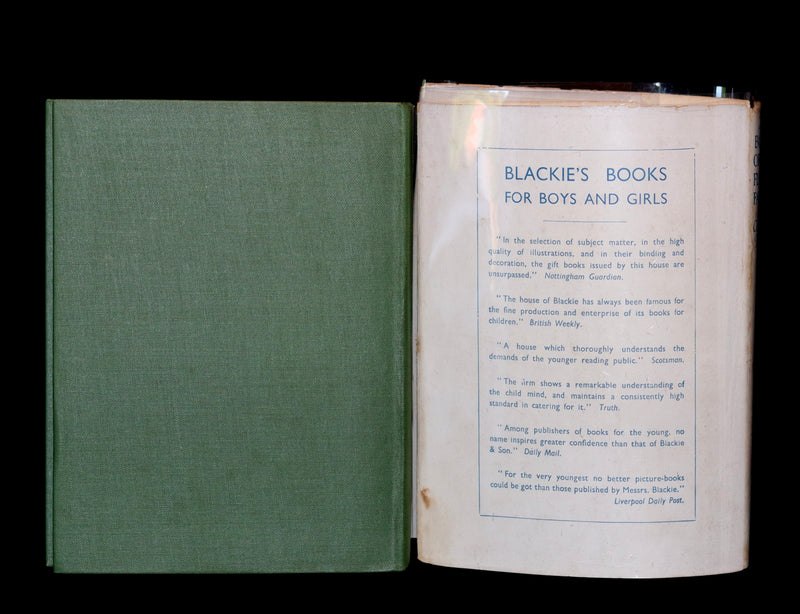 BLACKIE'S BOOKS
FOR BOYS AND GIRLS
"In the selection of subject matter, in the high
quality of illustrations, and in their binding and
decoration, the gift books issued by this house are
unsurpassed." Nottingham Guardian.
"The house of Blackie has always been famous for
the fine production and enterprise of its books for
children." British Weekly.
"A house which thoroughly understands the
demands of the younger reading public." Scotsman.
"The firm shows a remarkable understanding of
the child mind, and maintains a consistently high
standard in catering for it." Truth.
"Among publishers of books for the young, no
name inspires greater confidence than that of Blackie
& Son." Daily Mail.
"For the very youngest no better picture-books
could be got than those published by Messrs. Blackie."
Liverpool Daily Post.